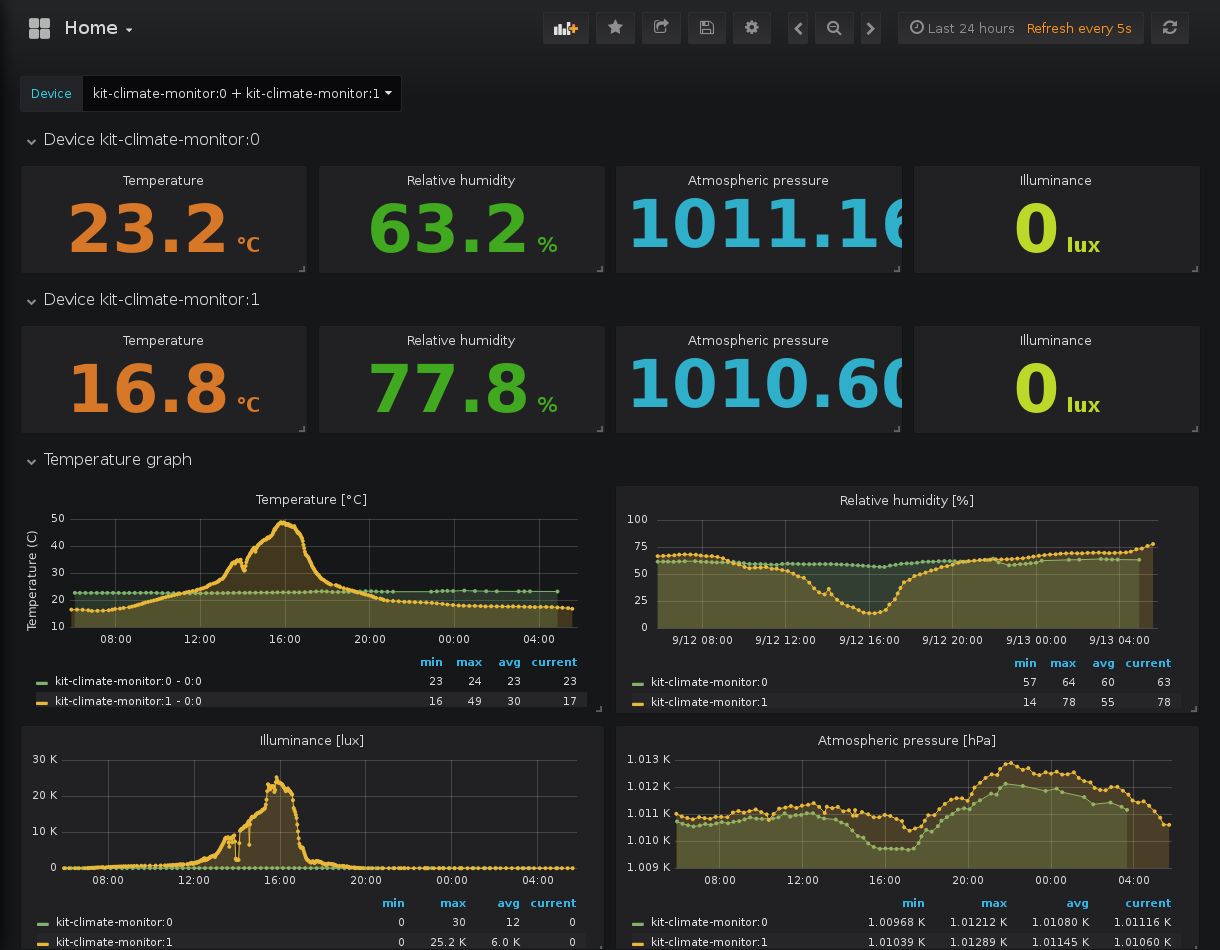 Home
Last 24 hours Refresh every 5s
Device kit-climate-monitor:0 + kit-climate-monitor:1
Device kit-climate-monitor:0
Temperature Relative humidity Atmospheric pressure Illuminance
23.2 °C 63.2 % 1011.16 0 lux
Device kit-climate-monitor:1
Temperature Relative humidity Atmospheric pressure Illuminance
16.8 °C 77.8 % 1010.60 0 lux
Temperature graph
Temperature [°C]
Temperature (C)
50
40
30
20
10
08:00 12:00 16:00 20:00 00:00 04:00
min max avg current
kit-climate-monitor:0 - 0:0 23 24 23 23
kit-climate-monitor:1 - 0:0 16 49 30 17
Relative humidity [%]
100
75
50
25
0
9/12 08:00 9/12 12:00 9/12 16:00 9/12 20:00 9/13 00:00 9/13 04:00
min max avg current
kit-climate-monitor:0 57 64 60 63
kit-climate-monitor:1 14 78 55 78
Illuminance [lux]
30 K
20 K
10 K
0
08:00 12:00 16:00 20:00 00:00 04:00
min max avg current
kit-climate-monitor:0 0 30 12 0
kit-climate-monitor:1 0 25.2 K 6.0 K 0
Atmospheric pressure [hPa]
1.013 K
1.012 K
1.011 K
1.010 K
1.009 K
08:00 12:00 16:00 20:00 00:00 04:00
min max avg current
kit-climate-monitor:0 1.00968 K 1.01212 K 1.01080 K 1.01116 K
kit-climate-monitor:1 1.01039 K 1.01289 K 1.01145 K 1.01060 K